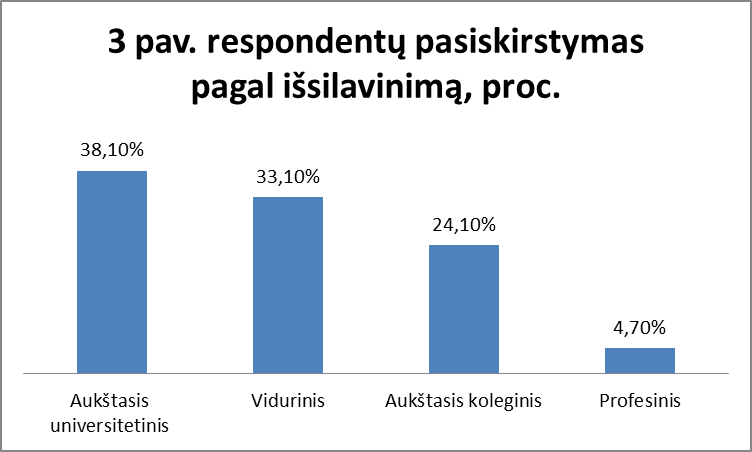 3 pav. respondentų pasiskirstymas
pagal išsilavinimą, proc.
38,10%
33,10%
24,10%
4,70%
Aukštasis
universitetinis
Vidurinis
Aukštasis koleginis
Profesinis